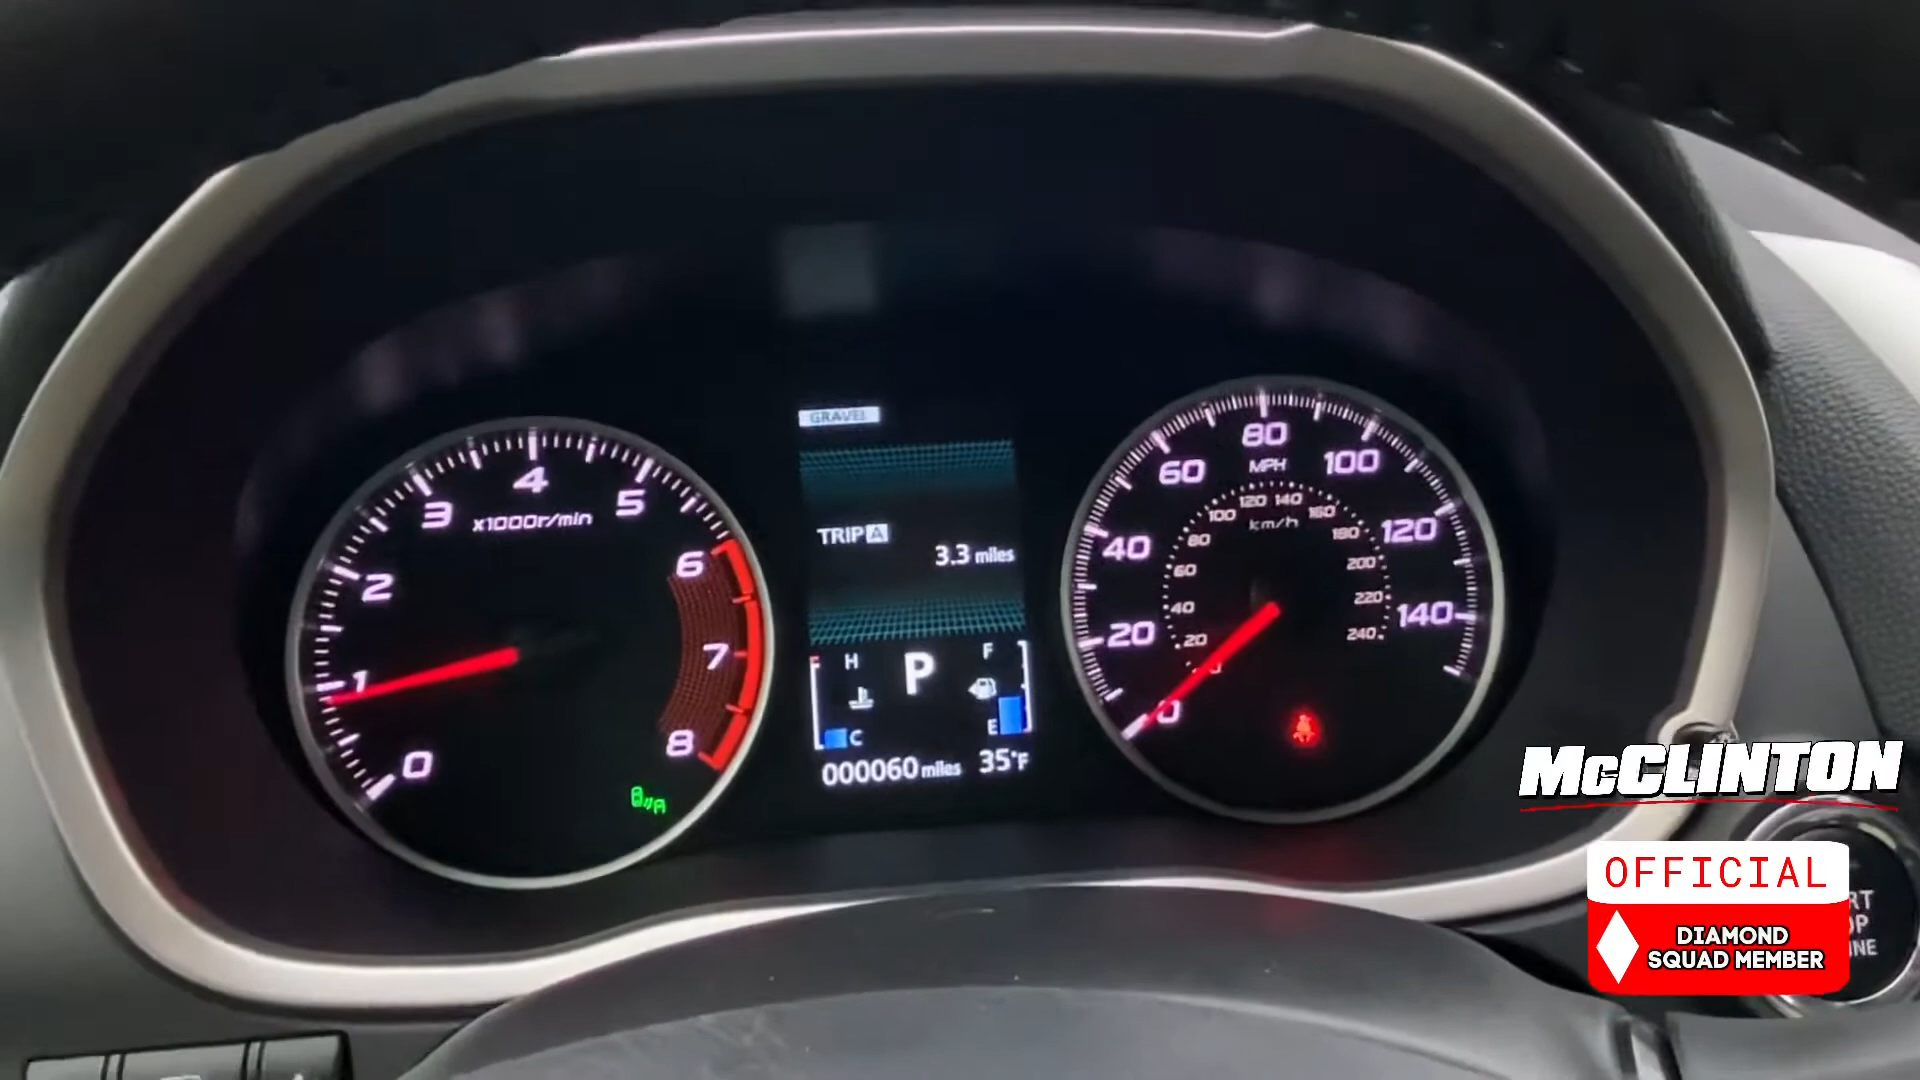 GRAVEL
0
1
2
3
4
5
6
7
8
x1000r/min
TRIP A
3.3 miles
H
P
F
C
E
000060 miles
35°F
0
20
40
60
80
100
120
140
MPH
20
40
60
80
100
120
140
160
180
200
220
240
km/h
McCLINTON
OFFICIAL
DIAMOND
SQUAD MEMBER